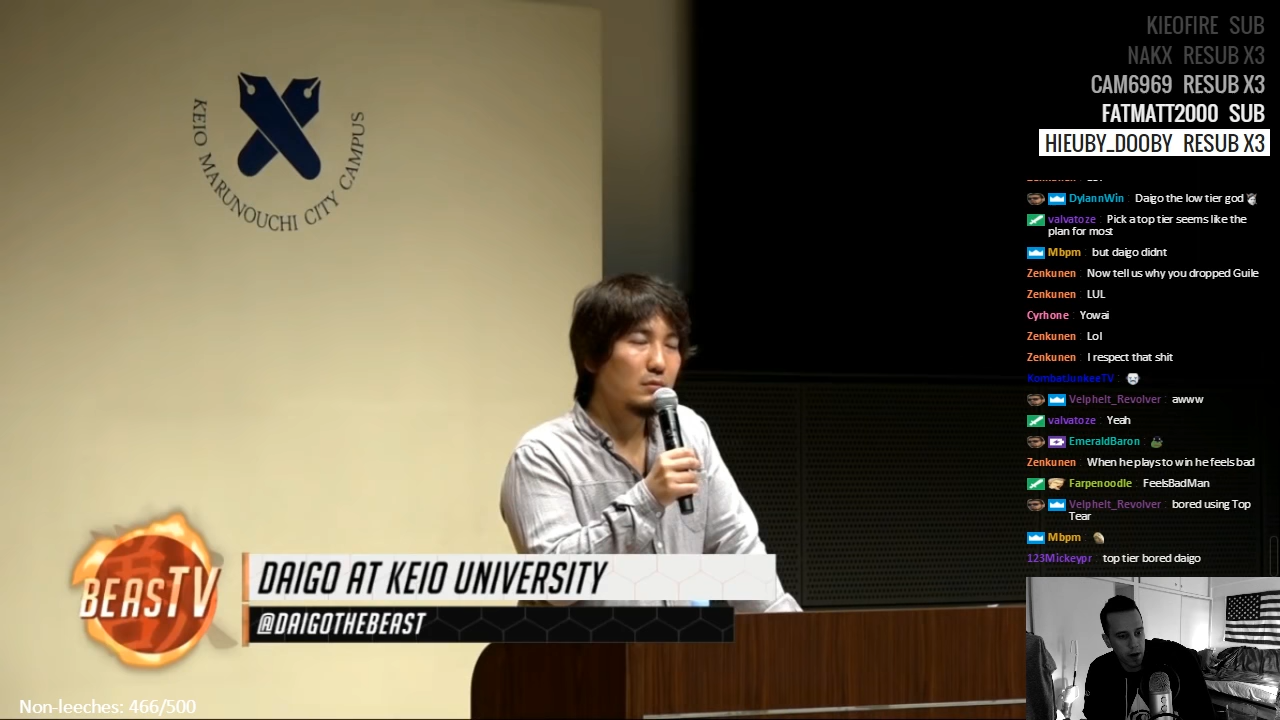 KEIO MARUNOUCHI CITY CAMPUS
BEASTV
DAIGO AT KEIO UNIVERSITY
@DAIGOTHEBEAST
Non-leeches: 466/500
KIEOFIRE SUB
NAKX RESUB X3
CAM6969 RESUB X3
FATMATT2000 SUB
HIEUBY_DOOBY RESUB X3
DylannWin : Daigo the low tier god
valvatoze : Pick a top tier seems like the
plan for most
Mbpm : but daigo didnt
Zenkunen : Now tell us why you dropped Guile
Zenkunen : LUL
Cyrhone : Yowai
Zenkunen : Lol
Zenkunen : I respect that shit
KombatJunkeeTV :
Velphelt_Revolver : awww
valvatoze : Yeah
EmeraldBaron :
Zenkunen : When he plays to win he feels bad
Farpenoodle : FeelsBadMan
Velphelt_Revolver : bored using Top
Tear
Mbpm :
123Mickeypr : top tier bored daigo